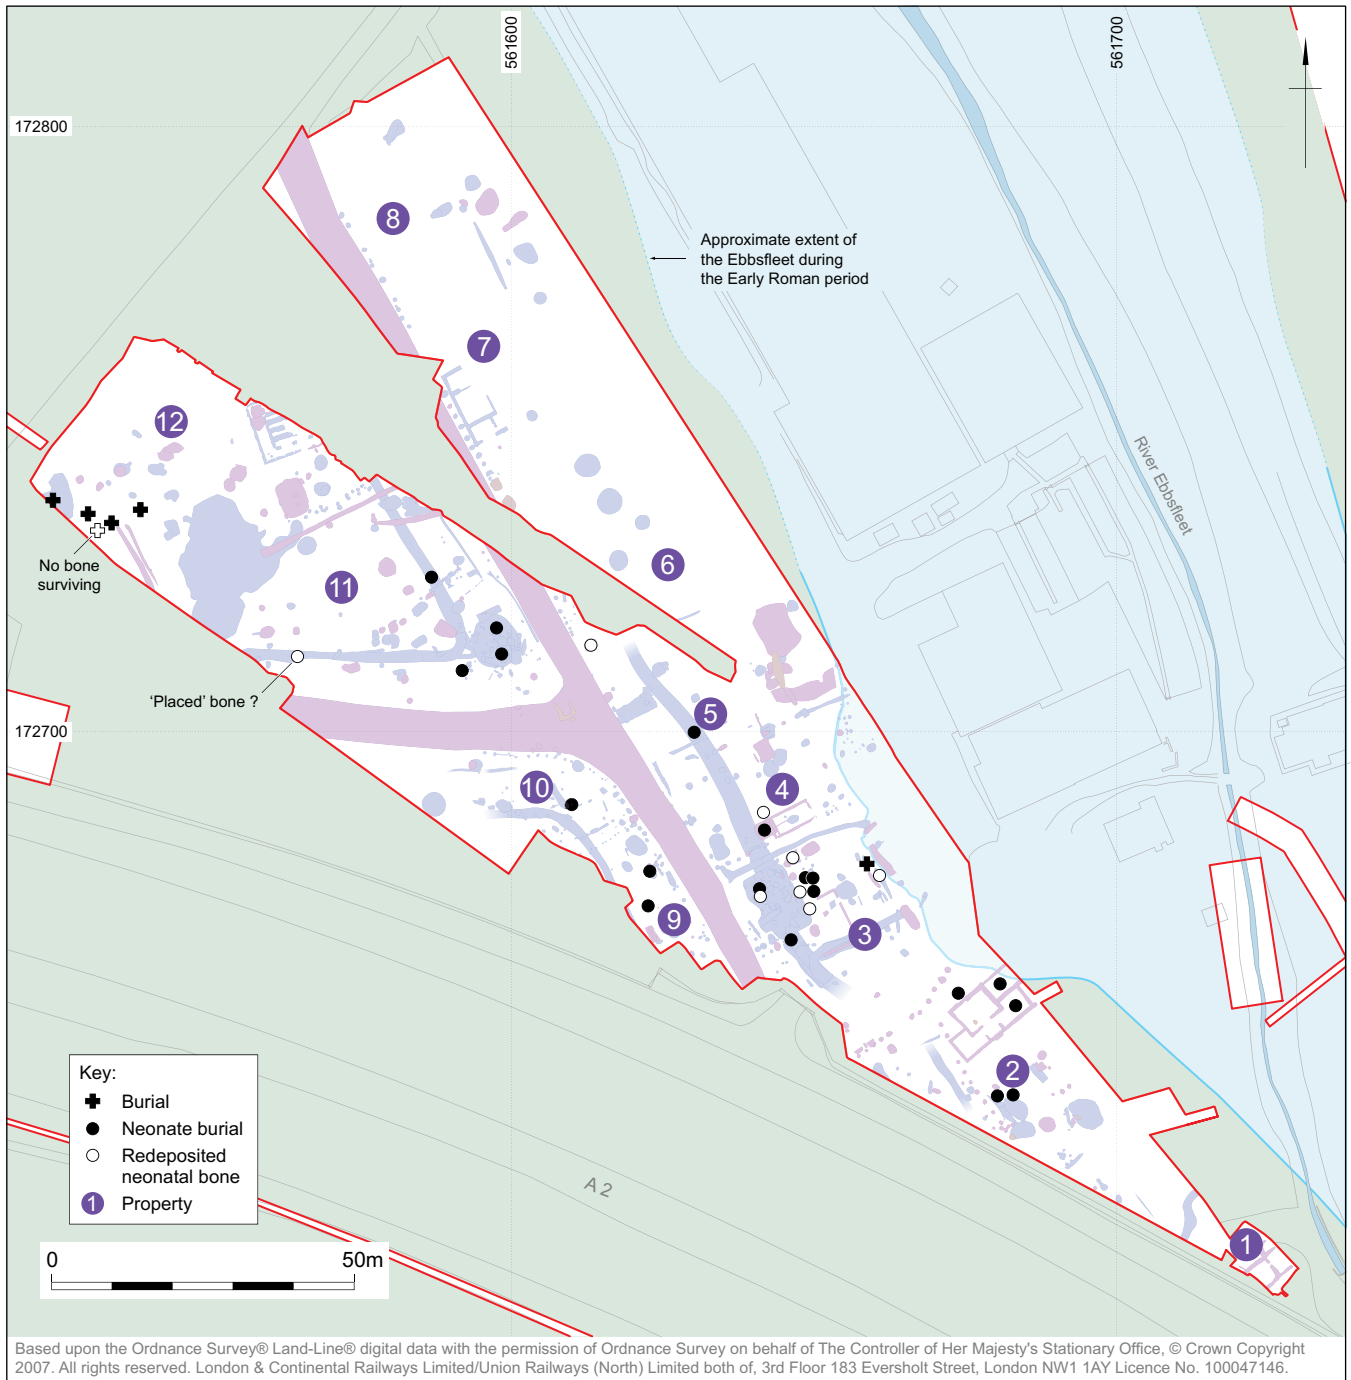 561600
561700
172800
8
Approximate extent of
the Ebbsfleet during
the Early Roman period
7
12
River Ebbsfleet
6
No bone
surviving
11
'Placed' bone ?
5
172700
10
4
9
3
2
Key:
Burial
Neonate burial
Redeposited
neonatal bone
1 Property
A 2
1
0 50m
Based upon the Ordnance Survey® Land-Line® digital data with the permission of Ordnance Survey on behalf of The Controller of Her Majesty's Stationary Office, © Crown Copyright
2007. All rights reserved. London & Continental Railways Limited/Union Railways (North) Limited both of, 3rd Floor 183 Eversholt Street, London NW1 1AY Licence No. 100047146.